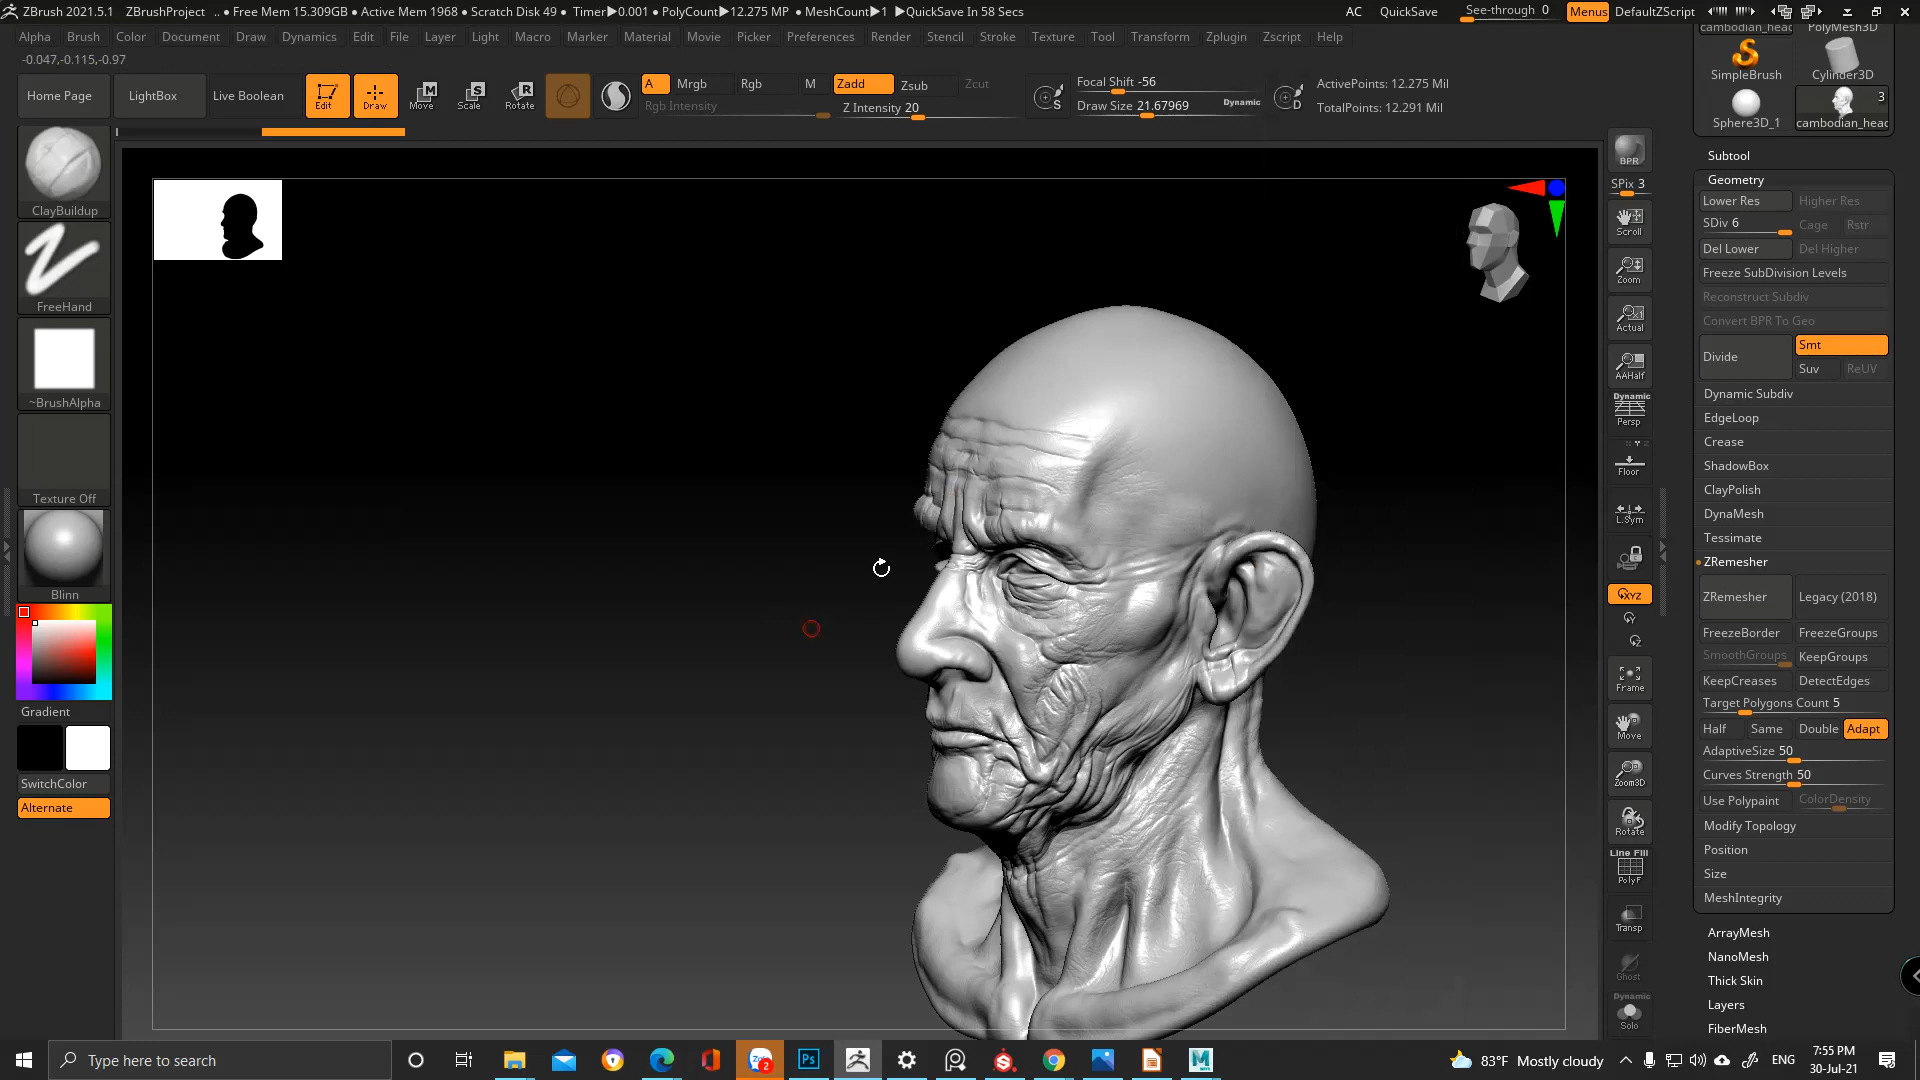 ZBrush 2021.5.1 ZBrushProject .. • Free Mem 15.309GB • Active Mem 1968 • Scratch Disk 49 • Timer▶0.001 • PolyCount▶12.275 MP • MeshCount▶1 ▶QuickSave In 58 Secs AC QuickSave See-through 0 Menus DefaultZScript
Alpha Brush Color Document Draw Dynamics Edit File Layer Light Macro Marker Material Movie Picker Preferences Render Stencil Stroke Texture Tool Transform Zplugin Zscript Help
-0.047,-0.115,-0.97
Home Page LightBox Live Boolean Edit Draw Move Scale Rotate
A Mrgb Rgb M Zadd Zsub Zcut
Rgb Intensity Z Intensity 20
S Focal Shift -56
Draw Size 21.67969 Dynamic
D ActivePoints: 12.275 Mil
TotalPoints: 12.291 Mil
ClayBuildup
FreeHand
~BrushAlpha
Texture Off
Blinn
Gradient
SwitchColor
Alternate
BPR
SPix 3
Scroll
Zoom
Actual
AAHalf
Dynamic
Persp
Floor
L.Sym
XYZ
Frame
Move
Zoom3D
Rotate
Line Fill
PolyF
Transp
Ghost
Dynamic
Solo
cambodian_head PolyMesh3D
SimpleBrush Cylinder3D
3
Sphere3D_1 cambodian_head
Subtool
Geometry
Lower Res Higher Res
SDiv 6 Cage Rstr
Del Lower Del Higher
Freeze SubDivision Levels
Reconstruct Subdiv
Convert BPR To Geo
Divide Smt
Suv ReUV
Dynamic Subdiv
EdgeLoop
Crease
ShadowBox
ClayPolish
DynaMesh
Tessimate
ZRemesher
ZRemesher Legacy (2018)
FreezeBorder FreezeGroups
SmoothGroups KeepGroups
KeepCreases DetectEdges
Target Polygons Count 5
Half Same Double Adapt
AdaptiveSize 50
Curves Strength 50
Use Polypaint ColorDensity
Modify Topology
Position
Size
MeshIntegrity
ArrayMesh
NanoMesh
Thick Skin
Layers
FiberMesh
Type here to search
2
Ps
83°F Mostly cloudy
ENG
7:55 PM
30-Jul-21